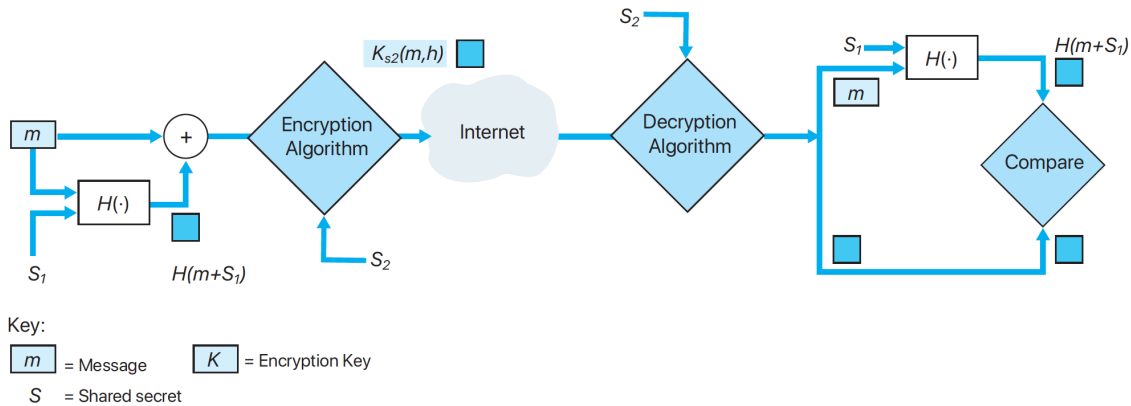 m
S₁
H(·)
+
H(m+S₁)
Encryption
Algorithm
S₂
Kₛ₂(m,h)
Internet
S₂
Decryption
Algorithm
m
S₁
H(·)
H(m+S₁)
Compare
Key:
m = Message
K = Encryption Key
S = Shared secret